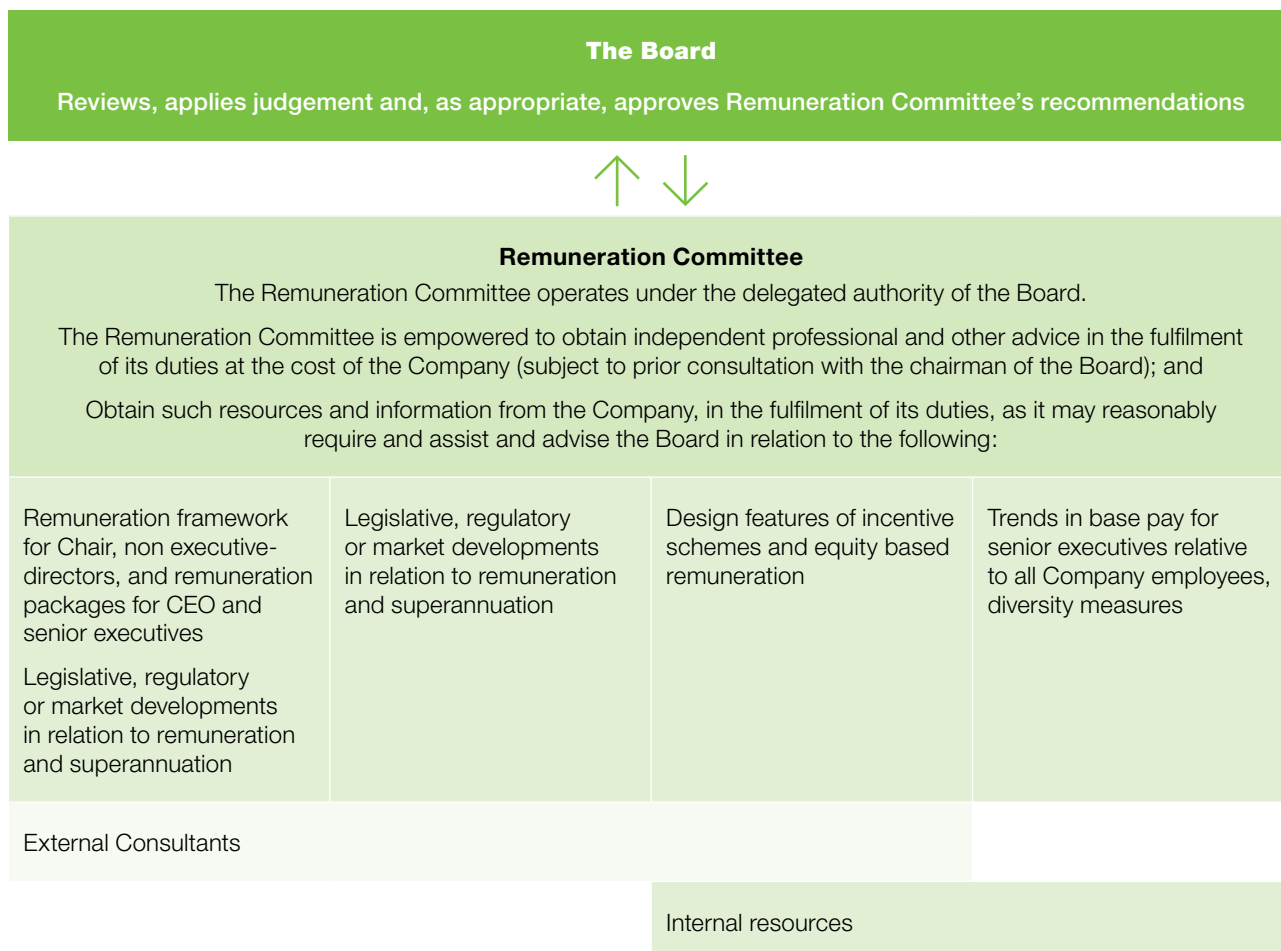 The Board
Reviews, applies judgement and, as appropriate, approves Remuneration Committee’s recommendations
Remuneration Committee
The Remuneration Committee operates under the delegated authority of the Board.
The Remuneration Committee is empowered to obtain independent professional and other advice in the fulfilment
of its duties at the cost of the Company (subject to prior consultation with the chairman of the Board); and
Obtain such resources and information from the Company, in the fulfilment of its duties, as it may reasonably
require and assist and advise the Board in relation to the following:
Remuneration framework
for Chair, non executive-
directors, and remuneration
packages for CEO and
senior executives
Legislative, regulatory
or market developments
in relation to remuneration
and superannuation
Legislative, regulatory
or market developments
in relation to remuneration
and superannuation
Design features of incentive
schemes and equity based
remuneration
Trends in base pay for
senior executives relative
to all Company employees,
diversity measures
External Consultants
Internal resources